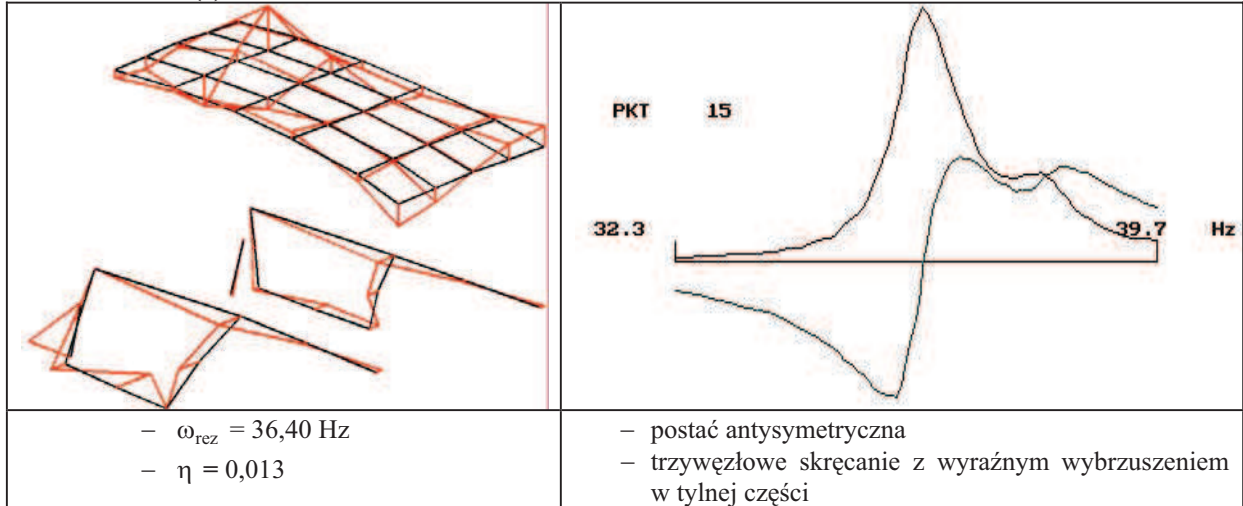 PKT 15
32.3 39.7 Hz
– ω_rez = 36,40 Hz
– η = 0,013
– postać antysymetryczna
– trzywęzłowe skręcanie z wyraźnym wybrzuszeniem
w tylnej części